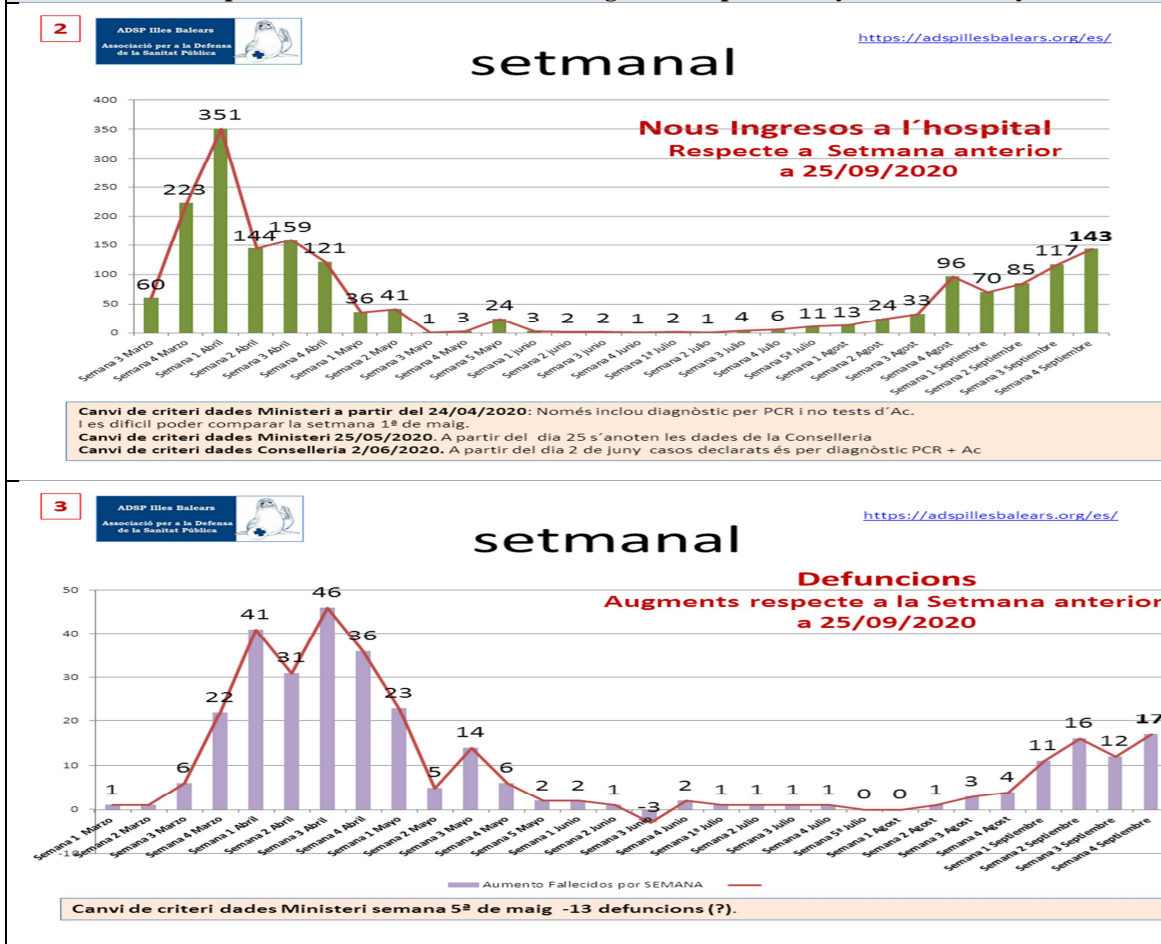 2
ADSP Illes Balears
Associació per a la Defensa
de la Sanitat Pública
https://adspillesbalears.org/es/
setmanal
Nous Ingresos a l´hospital
Respecte a Setmana anterior
a 25/09/2020
400
350
300
250
200
150
100
50
0
60
223
351
144
159
121
36
41
1
3
24
3
2
2
1
2
1
4
6
11
13
24
33
96
70
85
117
143
Semana 3 Marzo
Semana 4 Marzo
Semana 1 Abril
Semana 2 Abril
Semana 3 Abril
Semana 4 Abril
Semana 1 Mayo
Semana 2 Mayo
Semana 3 Mayo
Semana 4 Mayo
Semana 5 Mayo
Semana 1 junio
Semana 2 junio
Semana 3 junio
Semana 4 Junio
Semana 1ª Julio
Semana 2 Julio
Semana 3 Julio
Semana 4 Julio
Semana 5ª Julio
Semana 1 Agost
Semana 2 Agost
Semana 3 Agost
Semana 4 Agost
Semana 1 Septiembre
Semana 2 Septiembre
Semana 3 Septiembre
Semana 4 Septiembre
Canvi de criteri dades Ministeri a partir del 24/04/2020: Només inclou diagnòstic per PCR i no tests d´Ac.
I es dificil poder comparar la setmana 1ª de maig.
Canvi de criteri dades Ministeri 25/05/2020. A partir del dia 25 s´anoten les dades de la Conselleria
Canvi de criteri dades Conselleria 2/06/2020. A partir del dia 2 de juny casos declarats és per diagnòstic PCR + Ac
3
ADSP Illes Balears
Associació per a la Defensa
de la Sanitat Pública
https://adspillesbalears.org/es/
setmanal
Defuncions
Augments respecte a la Setmana anterior
a 25/09/2020
50
40
30
20
10
0
-10
1
6
22
41
31
46
36
23
5
14
6
2
2
1
-3
2
1
1
1
1
0
0
1
3
4
11
16
12
17
Semana 1 Marzo
Semana 2 Marzo
Semana 3 Marzo
Semana 4 Marzo
Semana 1 Abril
Semana 2 Abril
Semana 3 Abril
Semana 4 Abril
Semana 1 Mayo
Semana 2 Mayo
Semana 3 Mayo
Semana 4 Mayo
Semana 5 Mayo
Semana 1 Junio
Semana 2 Junio
Semana 3 Junio
Semana 4 Junio
Semana 1ª Julio
Semana 2 Julio
Semana 3 Julio
Semana 4 Julio
Semana 5ª Julio
Semana 1 Agost
Semana 2 Agost
Semana 3 Agost
Semana 4 Agost
Semana 1 Septiembre
Semana 2 Septiembre
Semana 3 Septiembre
Semana 4 Septiembre
Aumento Fallecidos por SEMANA
Canvi de criteri dades Ministeri semana 5ª de maig -13 defuncions (?).